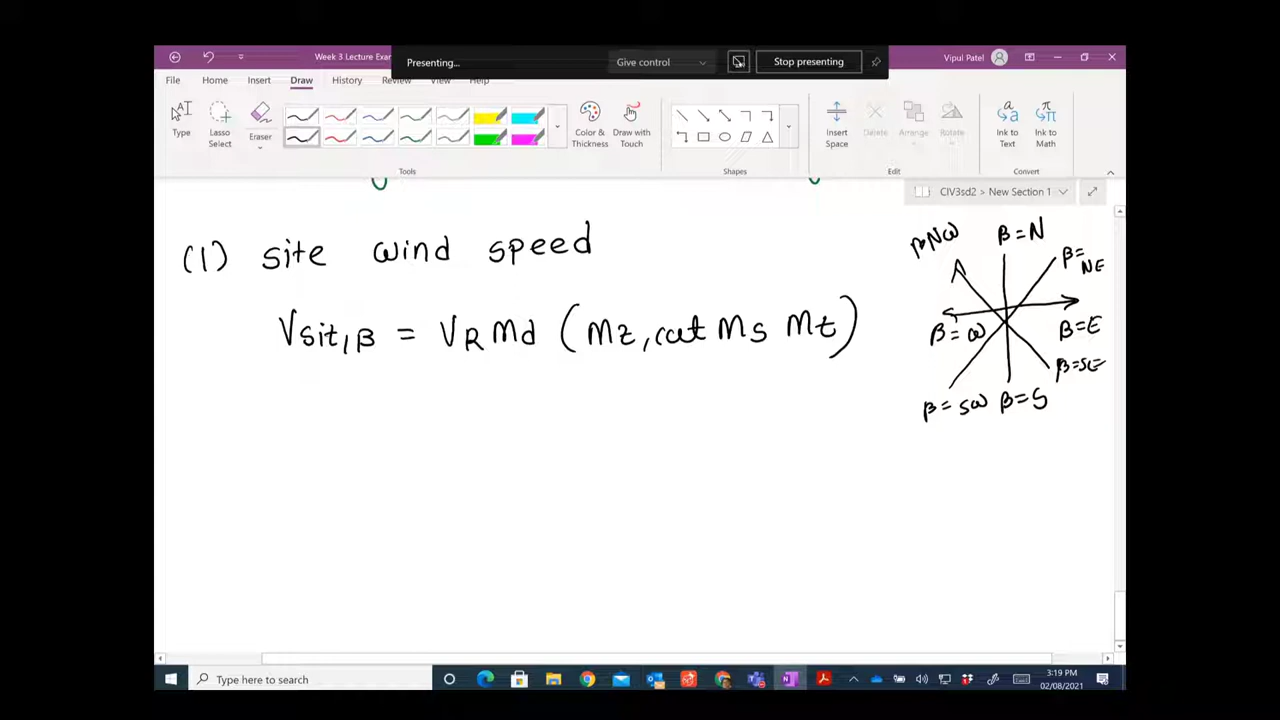 Week 3 Lecture Exar
Presenting...
Give control
Stop presenting
Vipul Patel
File Home Insert Draw History Review View Help
Type
Lasso Select
Eraser
Color & Thickness
Draw with Touch
Insert Space
Delete
Arrange
Rotate
Ink to Text
Ink to Math
Tools
Shapes
Edit
Convert
CIV3sd2 > New Section 1
(1) site wind speed
Vsit,β = VR Md (Mz,cat Ms Mt)
βNW
β=N
β=NE
β=W
β=E
β=SE
β=SW
β=S
Type here to search
3:19 PM
02/08/2021